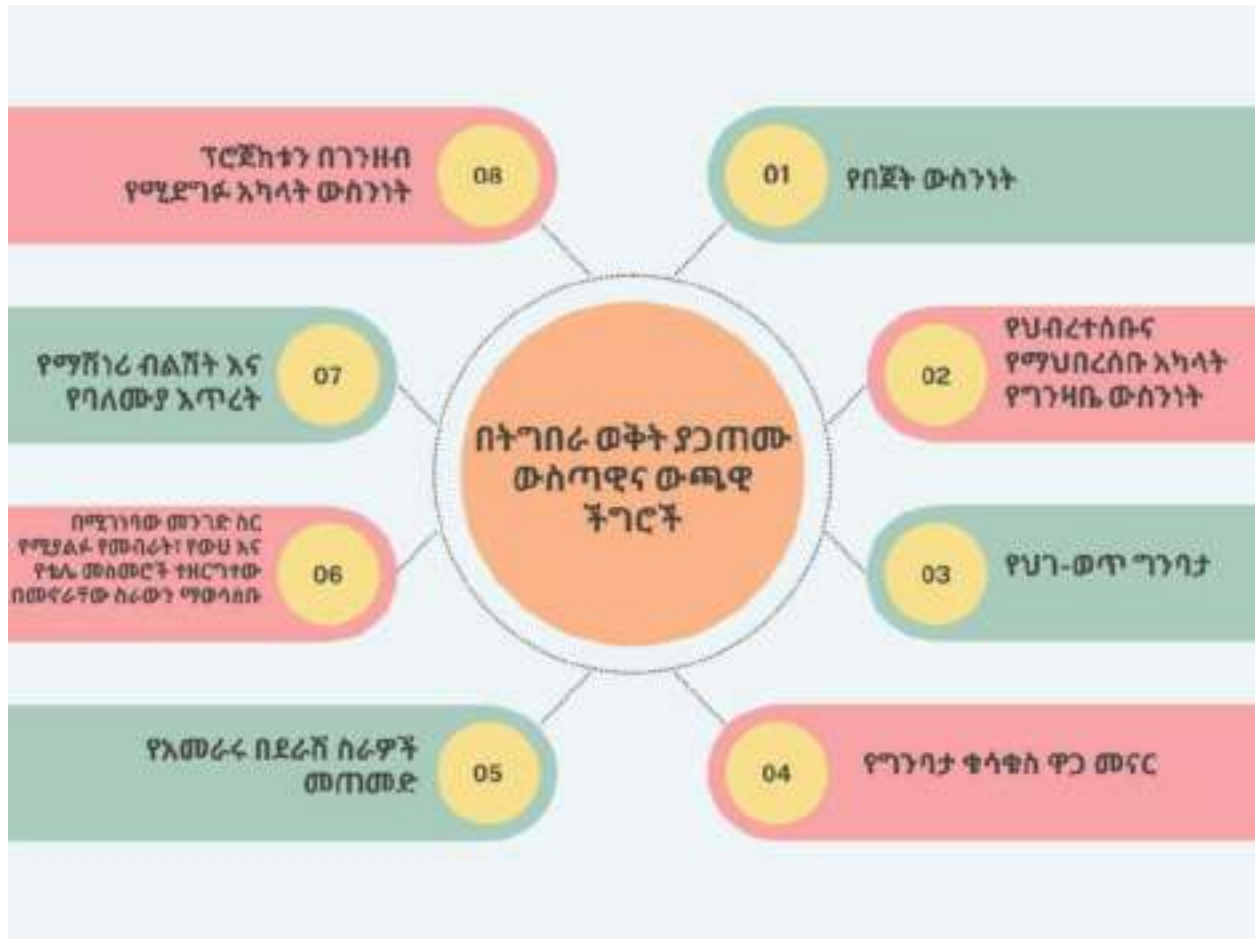 በትግበራ ወቅት ያጋጠሙ
ውስጣዊና ውጫዊ
ችግሮች
01
የበጀት ውስንነት
02
የህብረተሰቡና
የማህበረሰቡ አካላት
የግንዛቤ ውስንነት
03
የህገ-ወጥ ግንባታ
04
የግንባታ ቁሳቁስ ዋጋ መናር
05
የአመራሩ በደራሽ ስራዎች
መጠመድ
06
በሚገነባው መንገድ ስር
የሚያልፉ የመብራት፣ የውሀ እና
የቴሌ መስመሮች ተዘርግተው
በመኖራቸው ስራውን ማወሳሰቡ
07
የማሽነሪ ብልሽት እና
የባለሙያ እጥረት
08
ፕሮጀክቱን በገንዘብ
የሚደግፉ አካላት ውስንነት